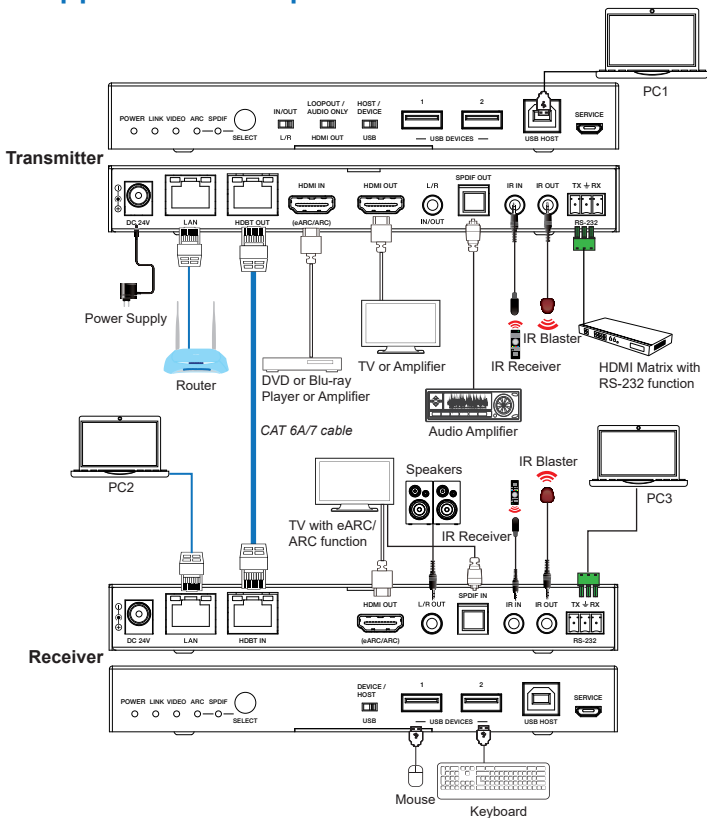 PC1
POWER LINK VIDEO ARC SPDIF
SELECT
IN/OUT
L/R
LOOPOUT /
AUDIO ONLY
HDMI OUT
HOST /
DEVICE
USB
1
2
USB DEVICES
USB HOST
SERVICE
Transmitter
DC 24V
LAN
HDBT OUT
HDMI IN
(eARC/ARC)
HDMI OUT
L/R
IN/OUT
SPDIF OUT
IR IN
IR OUT
TX RX
RS-232
Power Supply
Router
DVD or Blu-ray
Player or Amplifier
TV or Amplifier
Audio Amplifier
IR Receiver
IR Blaster
HDMI Matrix with
RS-232 function
CAT 6A/7 cable
PC2
TV with eARC/
ARC function
Speakers
IR Receiver
IR Blaster
PC3
DC 24V
LAN
HDBT IN
HDMI OUT
(eARC/ARC)
L/R OUT
SPDIF IN
IR IN
IR OUT
TX RX
RS-232
Receiver
POWER LINK VIDEO ARC SPDIF
SELECT
DEVICE /
HOST
USB
1
2
USB DEVICES
USB HOST
SERVICE
Mouse
Keyboard